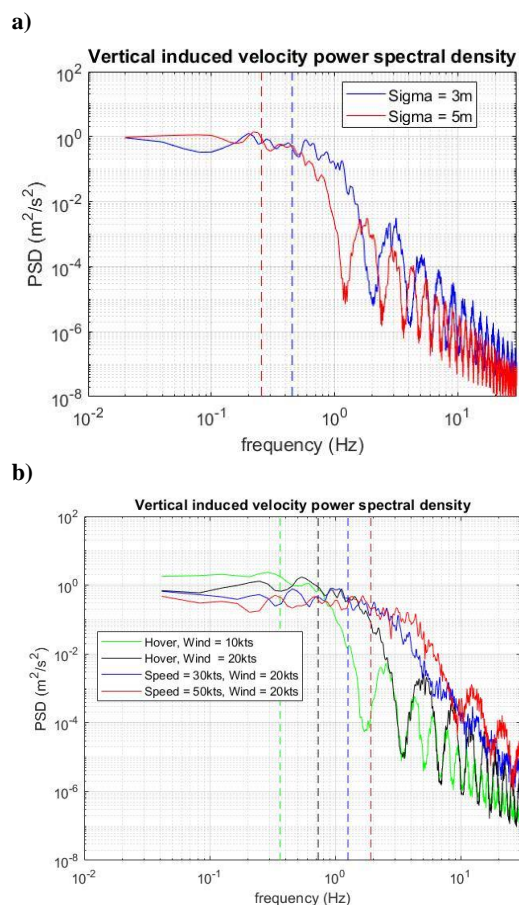 a)
Vertical induced velocity power spectral density
10^2
Sigma = 3m
Sigma = 5m
10^0
10^-2
10^-4
10^-6
10^-8
PSD (m^2/s^2)
10^-2
10^-1
10^0
10^1
frequency (Hz)
b)
Vertical induced velocity power spectral density
10^2
10^0
Hover, Wind = 10kts
Hover, Wind = 20kts
Speed = 30kts, Wind = 20kts
Speed = 50kts, Wind = 20kts
10^-2
10^-4
10^-6
10^-8
PSD (m^2/s^2)
10^-2
10^-1
10^0
10^1
frequency (Hz)